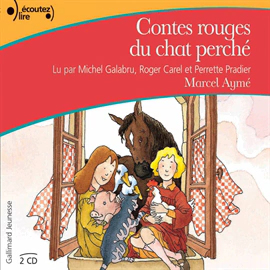 écoutez
lire
Contes rouges
du chat perché
Lu par Michel Galabru, Roger Carel et Perrette Pradier
Marcel Aymé
Gallimard Jeunesse
2 CD